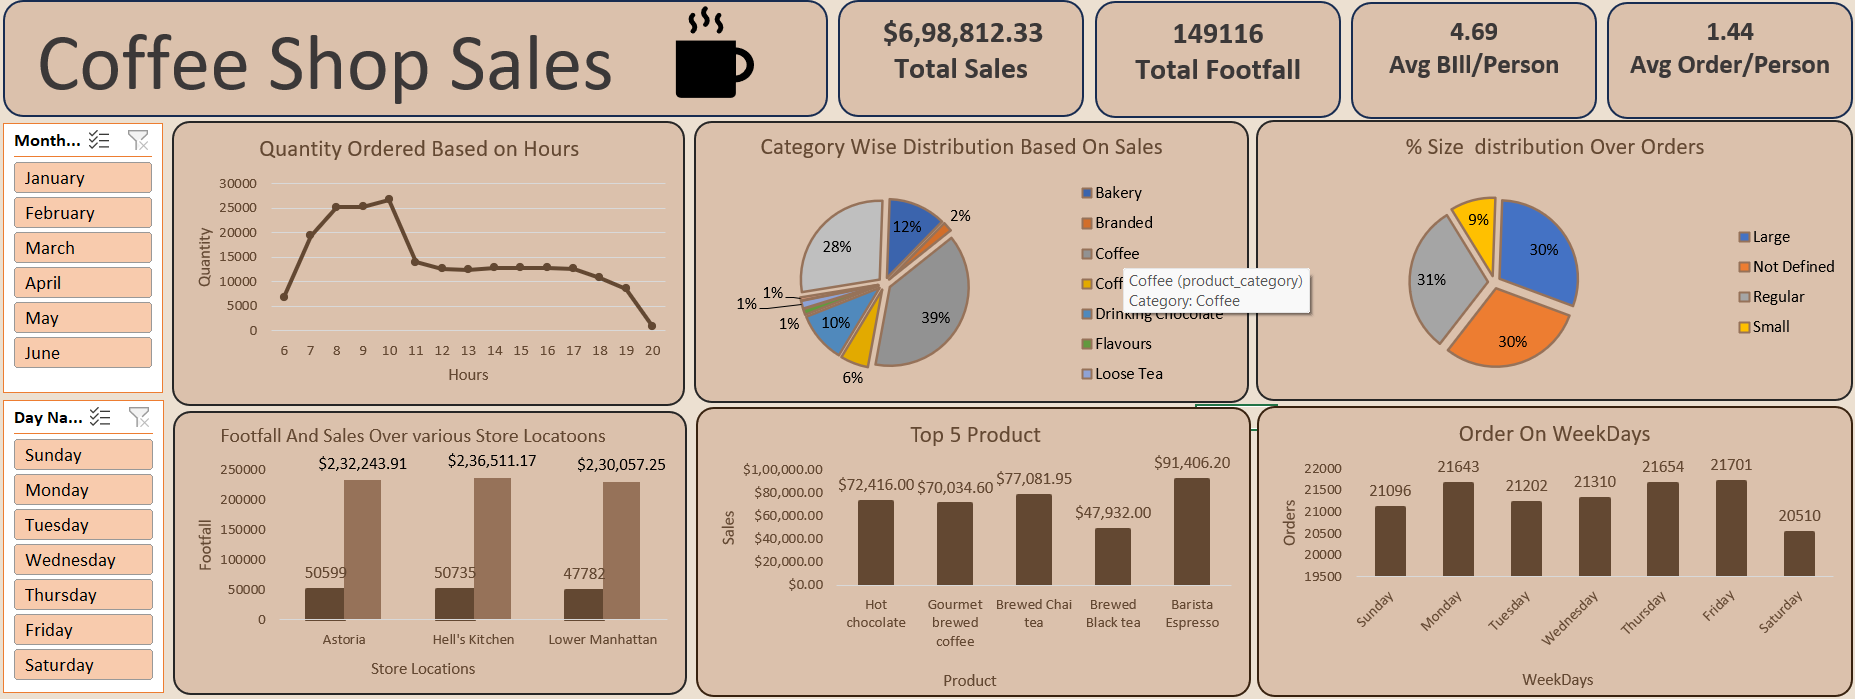 Coffee Shop Sales
$6,98,812.33
Total Sales
149116
Total Footfall
4.69
Avg BIll/Person
1.44
Avg Order/Person
Month...
January
February
March
April
May
June
Day Na...
Sunday
Monday
Tuesday
Wednesday
Thursday
Friday
Saturday
Quantity Ordered Based on Hours
Quantity
30000
25000
20000
15000
10000
5000
0
6 7 8 9 10 11 12 13 14 15 16 17 18 19 20
Hours
Category Wise Distribution Based On Sales
12%
2%
39%
6%
10%
1%
1%
1%
28%
Bakery
Branded
Coffee
Coff
Drinking Chocolate
Flavours
Loose Tea
Coffee (product_category)
Category: Coffee
% Size distribution Over Orders
30%
30%
31%
9%
Large
Not Defined
Regular
Small
Footfall And Sales Over various Store Locatoons
Footfall
250000
200000
150000
100000
50000
0
$2,32,243.91 $2,36,511.17 $2,30,057.25
50599 50735 47782
Astoria Hell's Kitchen Lower Manhattan
Store Locations
Top 5 Product
Sales
$1,00,000.00
$80,000.00
$60,000.00
$40,000.00
$20,000.00
$0.00
$72,416.00 $70,034.60 $77,081.95 $47,932.00 $91,406.20
Hot chocolate
Gourmet brewed coffee
Brewed Chai tea
Brewed Black tea
Barista Espresso
Product
Order On WeekDays
Orders
22000
21500
21000
20500
20000
19500
21096 21643 21202 21310 21654 21701 20510
Sunday Monday Tuesday Wednesday Thursday Friday Saturday
WeekDays